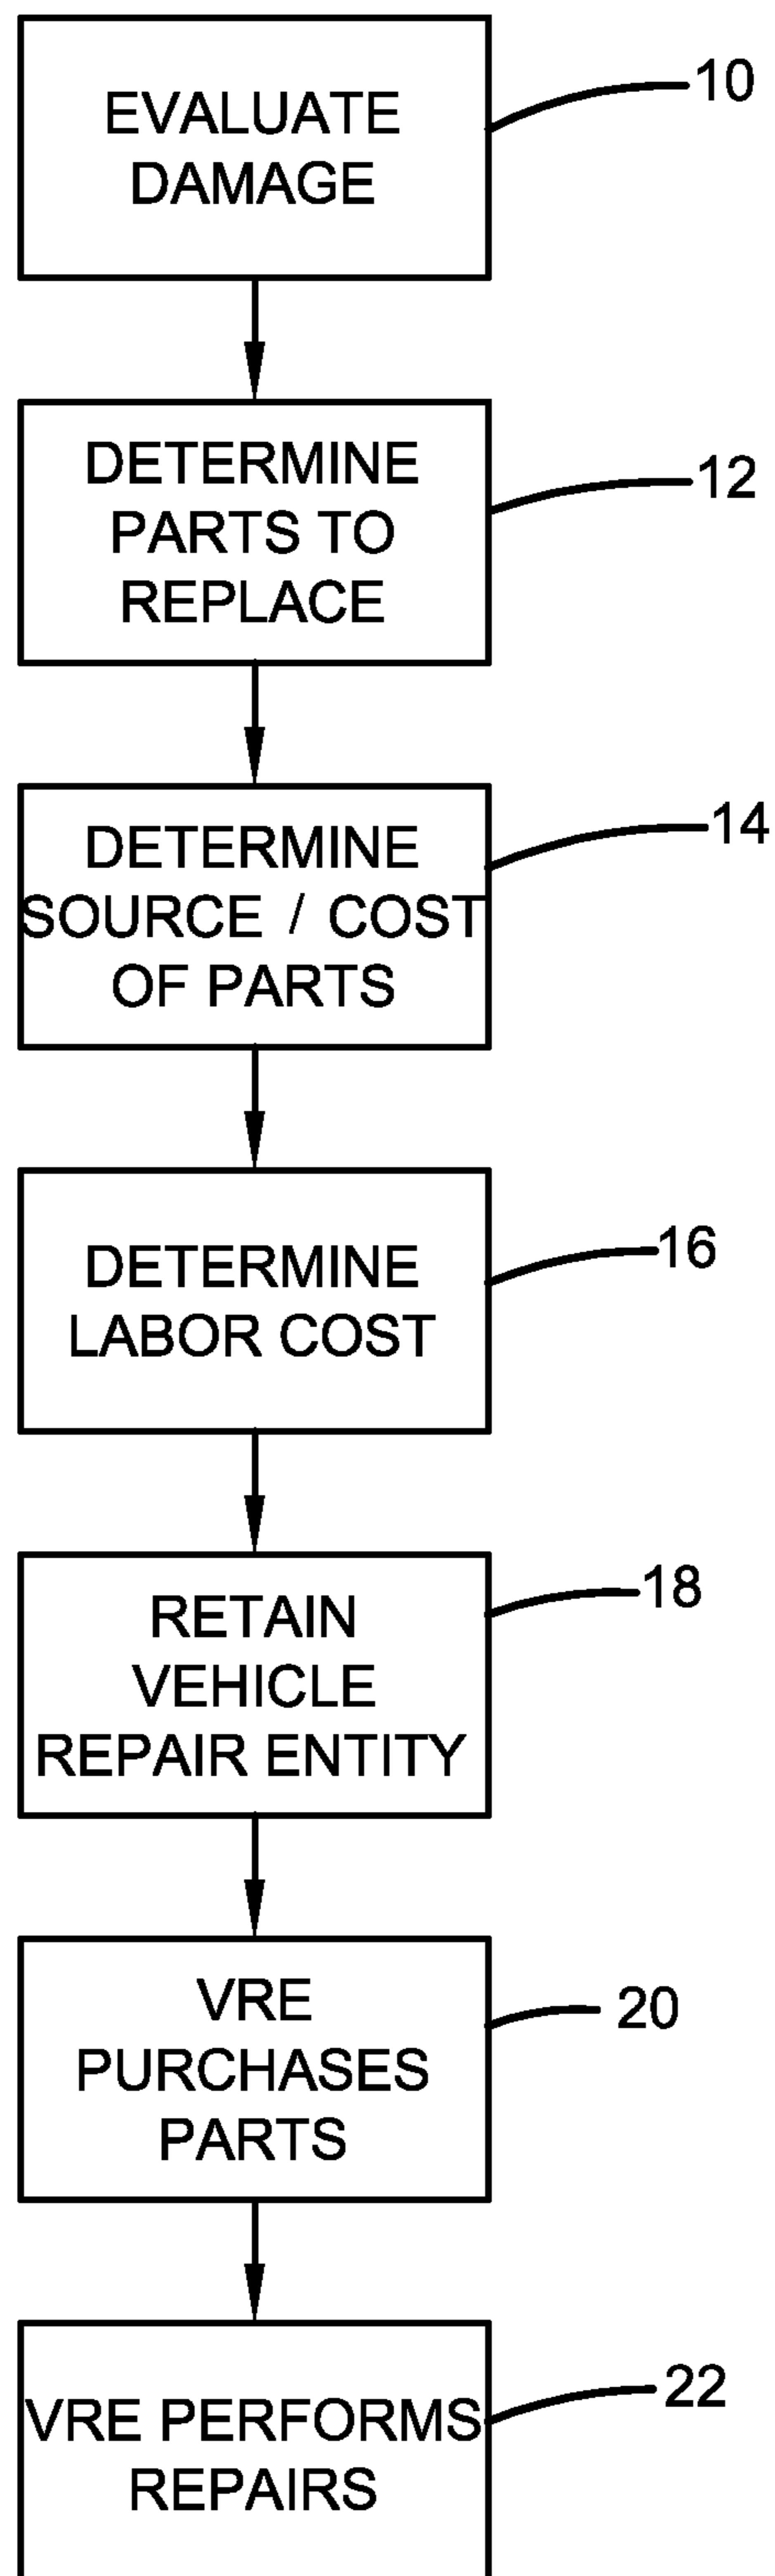 EVALUATE
DAMAGE
10
DETERMINE
PARTS TO
REPLACE
12
DETERMINE
SOURCE / COST
OF PARTS
14
DETERMINE
LABOR COST
16
RETAIN
VEHICLE
REPAIR ENTITY
18
VRE
PURCHASES
PARTS
20
VRE PERFORMS
REPAIRS
22